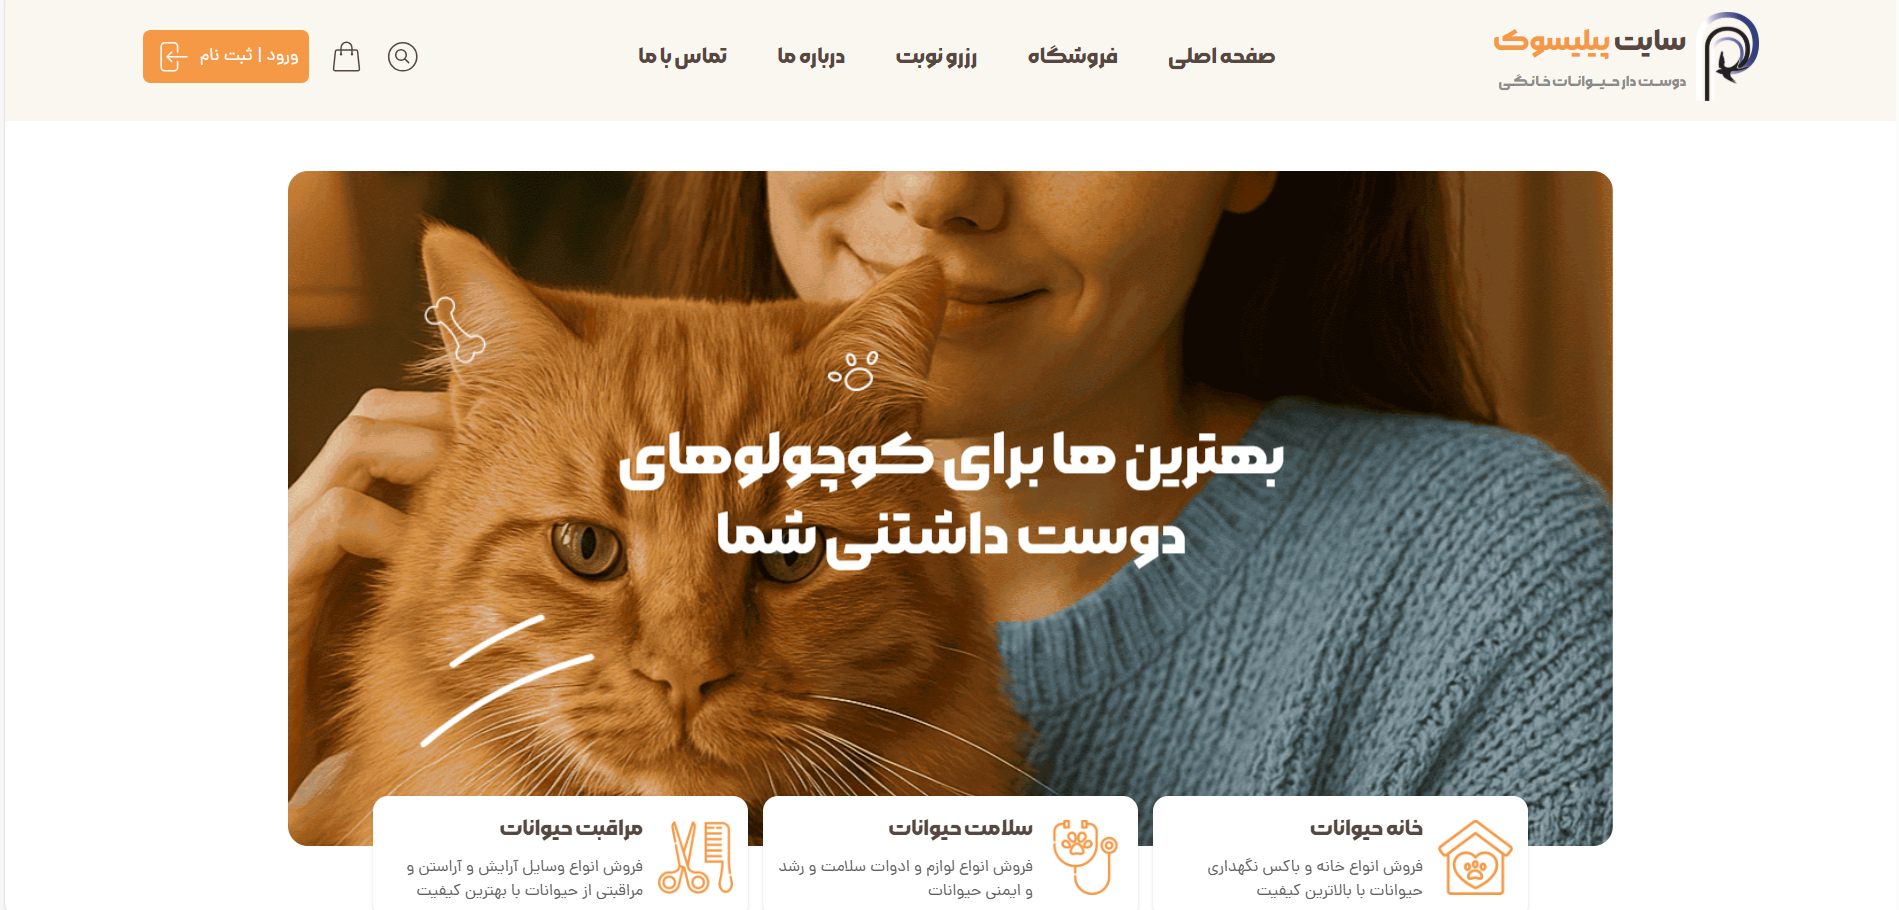 سایت پیلیسوک
دوست دار حیوانات خانگی
صفحه اصلی
فروشگاه
رزرو نوبت
درباره ما
تماس با ما
ورود | ثبت نام
بهترین ها برای کوچولوهای
دوست داشتنی شما
خانه حیوانات
فروش انواع خانه و باکس نگهداری
حیوانات با بالاترین کیفیت
سلامت حیوانات
فروش انواع لوازم و ادوات سلامت و رشد
و ایمنی حیوانات
مراقبت حیوانات
فروش انواع وسایل آرایش و آراستن و
مراقبتی از حیوانات با بهترین کیفیت